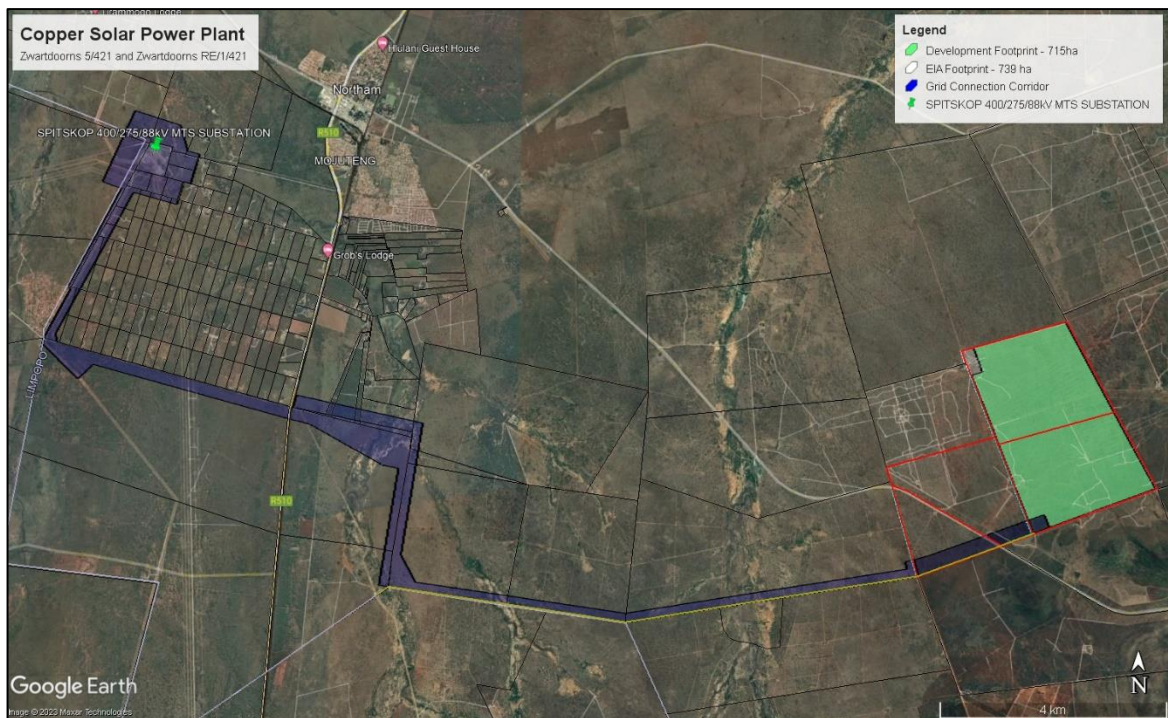 Copper Solar Power Plant
Zwartdoorns 5/421 and Zwartdoorns RE/1/421
Legend
Development Footprint - 715ha
EIA Footprint - 739 ha
Grid Connection Corridor
SPITSKOP 400/275/88kV MTS SUBSTATION
Hlulani Guest House
Northam
SPITSKOP 400/275/88kV MTS SUBSTATION
R510
MOJUTENG
Grob's Lodge
LIMPOPO
R510
Google Earth
Image © 2023 Maxar Technologies
N
4 km